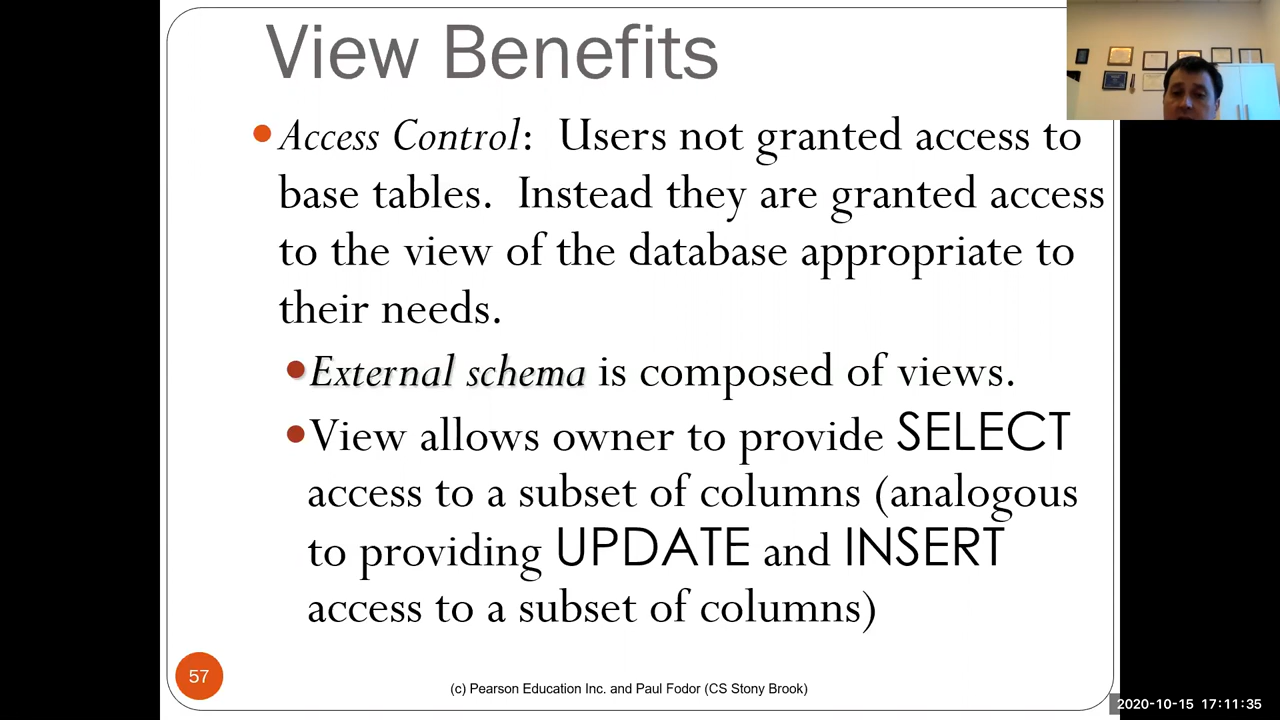 View Benefits
Access Control: Users not granted access to
base tables. Instead they are granted access
to the view of the database appropriate to
their needs.
External schema is composed of views.
View allows owner to provide SELECT
access to a subset of columns (analogous
to providing UPDATE and INSERT
access to a subset of columns)
57
(c) Pearson Education Inc. and Paul Fodor (CS Stony Brook)
2020-10-15 17:11:35